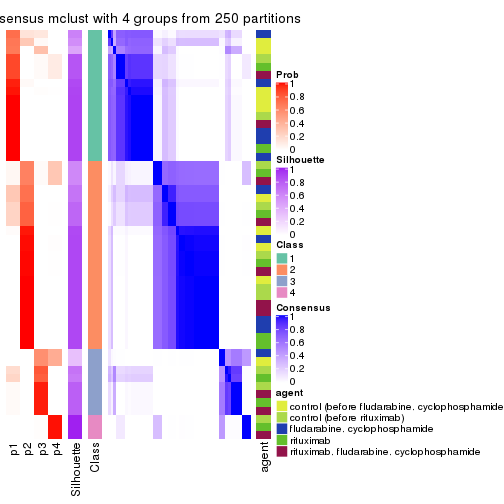 sensus mclust with 4 groups from 250 partitions
Prob
1
0.8
0.6
0.4
0.2
0
Silhouette
1
0.8
0.6
0.4
0.2
0
Class
1
2
3
4
Consensus
1
0.8
0.6
0.4
0.2
0
agent
control (before fludarabine. cyclophosphamide
control (before rituximab)
fludarabine. cyclophosphamide
rituximab
rituximab. fludarabine. cyclophosphamide
p1
p2
p3
p4
Silhouette
Class
agent